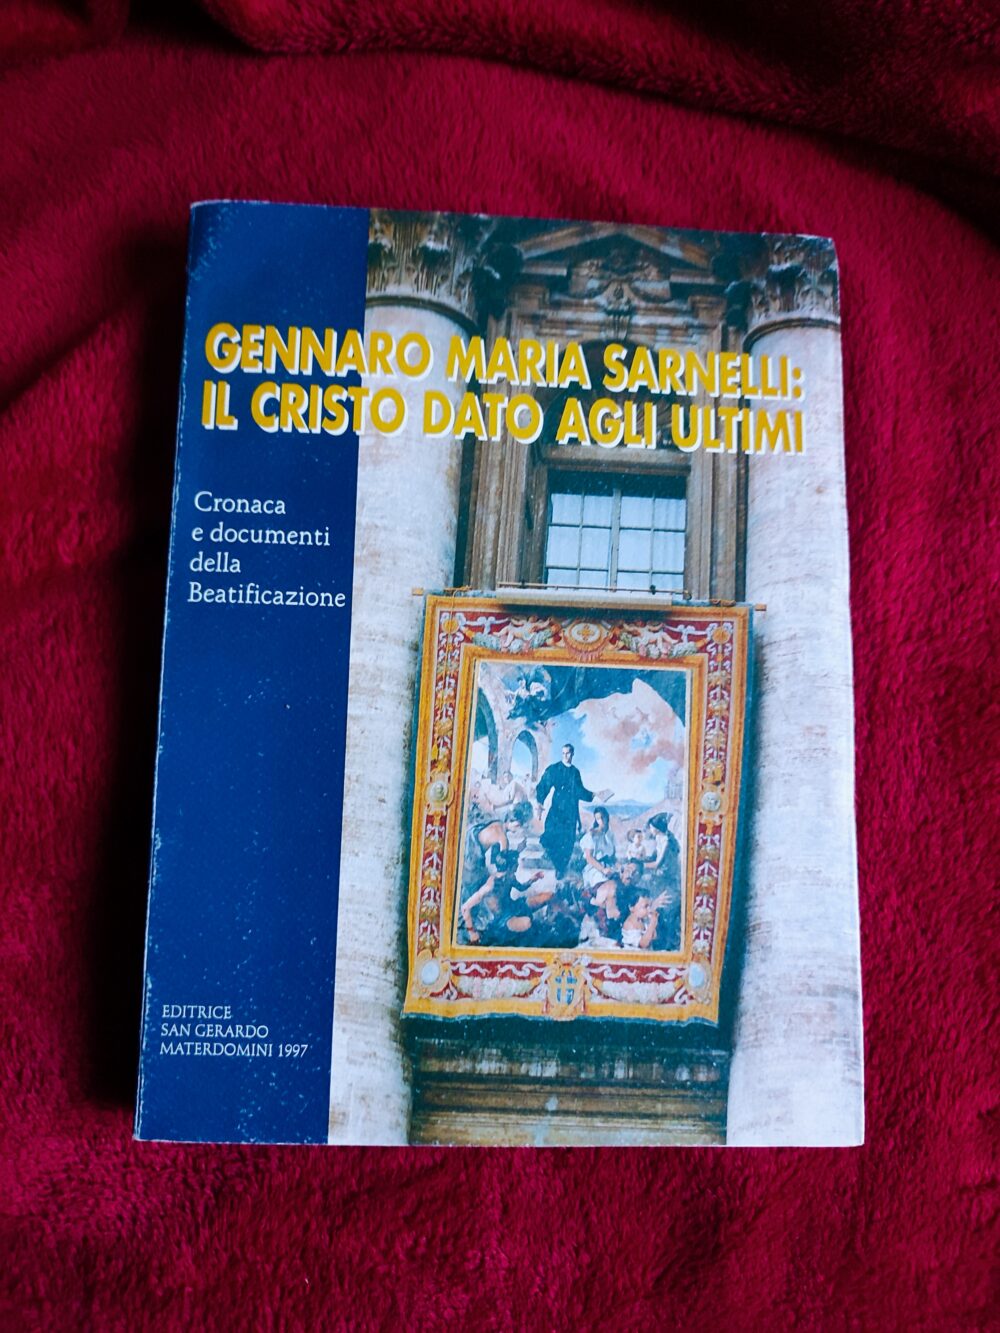 GENNARO MARIA SARNELLI:
IL CRISTO DATO AGLI ULTIMI
Cronaca
e documenti
della
Beatificazione
EDITRICE
SAN GERARDO
MATERDOMINI 1997